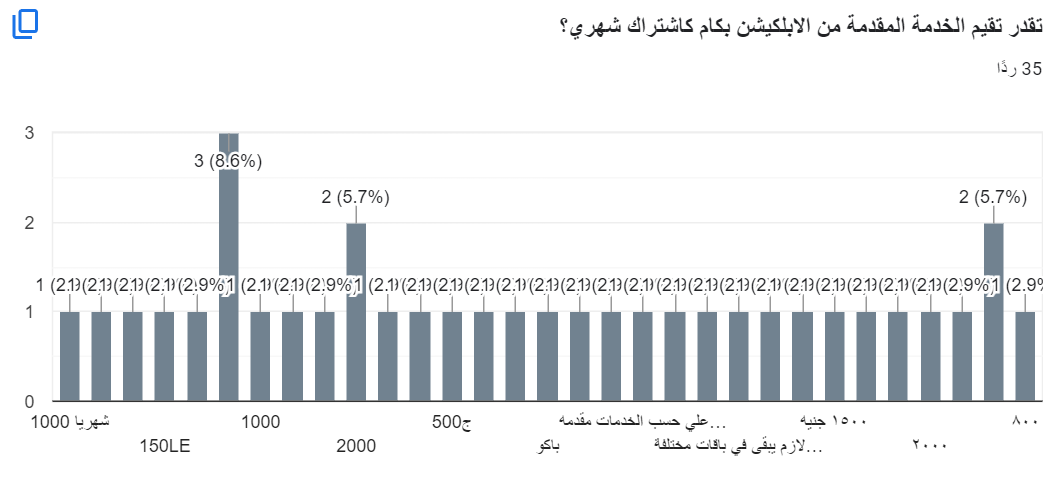 تقدر تقيم الخدمة المقدمة من الابلكيشن بكام كاشتراك شهري؟
35 ردًا
3
3 (8.6%)
2 (5.7%)
2 (5.7%)
2
1
0
1000 شهريا
1000
500ج
علي حسب الخدمات مقدمه...
١٥٠٠ جنيه
٨٠٠
150LE
2000
باكو
لازم يبقى في باقات مختلفة...
٢٠٠٠